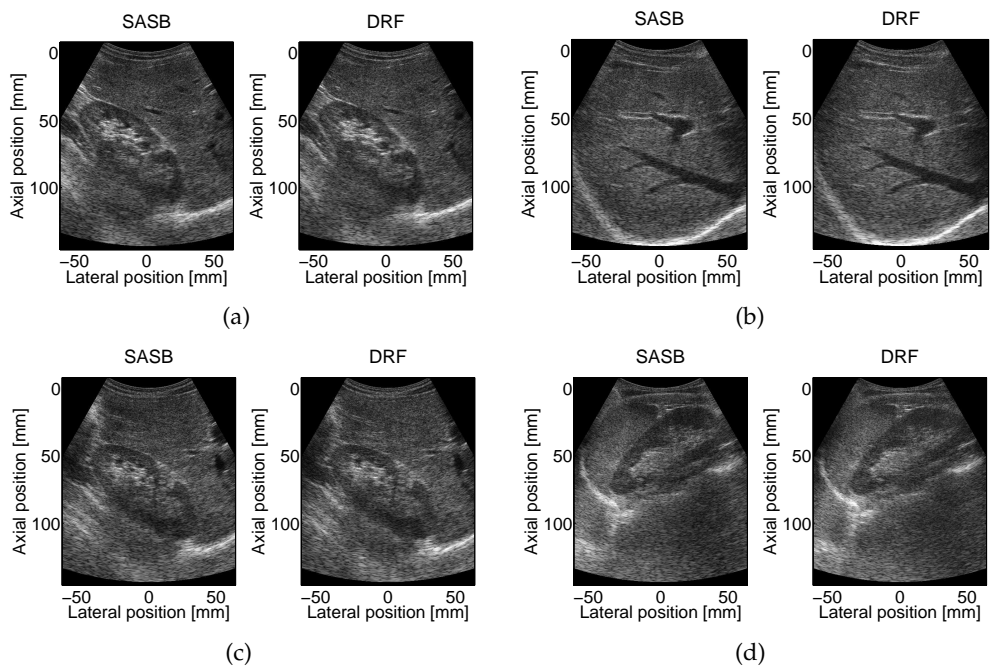 SASB DRF SASB DRF
Axial position [mm] 0 50 100 Axial position [mm] 0 50 100 Axial position [mm] 0 50 100 Axial position [mm] 0 50 100
−50 0 50 −50 0 50 −50 0 50 −50 0 50
Lateral position [mm] Lateral position [mm] Lateral position [mm] Lateral position [mm]
(a) (b)
SASB DRF SASB DRF
Axial position [mm] 0 50 100 Axial position [mm] 0 50 100 Axial position [mm] 0 50 100 Axial position [mm] 0 50 100
−50 0 50 −50 0 50 −50 0 50 −50 0 50
Lateral position [mm] Lateral position [mm] Lateral position [mm] Lateral position [mm]
(c) (d)